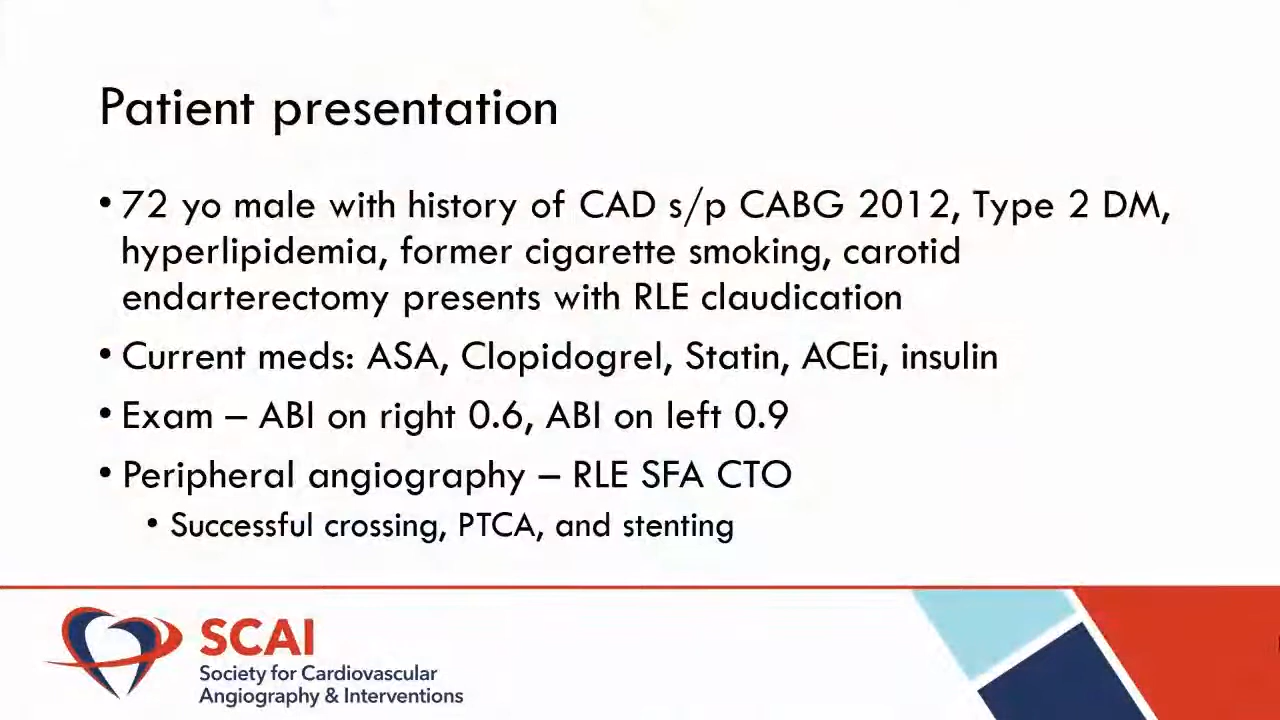 Patient presentation
• 72 yo male with history of CAD s/p CABG 2012, Type 2 DM,
hyperlipidemia, former cigarette smoking, carotid
endarterectomy presents with RLE claudication
• Current meds: ASA, Clopidogrel, Statin, ACEi, insulin
• Exam – ABI on right 0.6, ABI on left 0.9
• Peripheral angiography – RLE SFA CTO
• Successful crossing, PTCA, and stenting
SCAI
Society for Cardiovascular
Angiography & Interventions